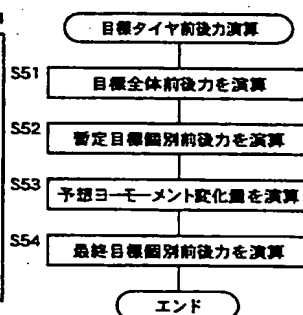 目標タイヤ前後力演算
S51
目標全体前後力を演算
S52
暫定目標個別前後力を演算
S53
予想ヨーモーメント変化量を演算
S54
最終目標個別前後力を演算
エンド